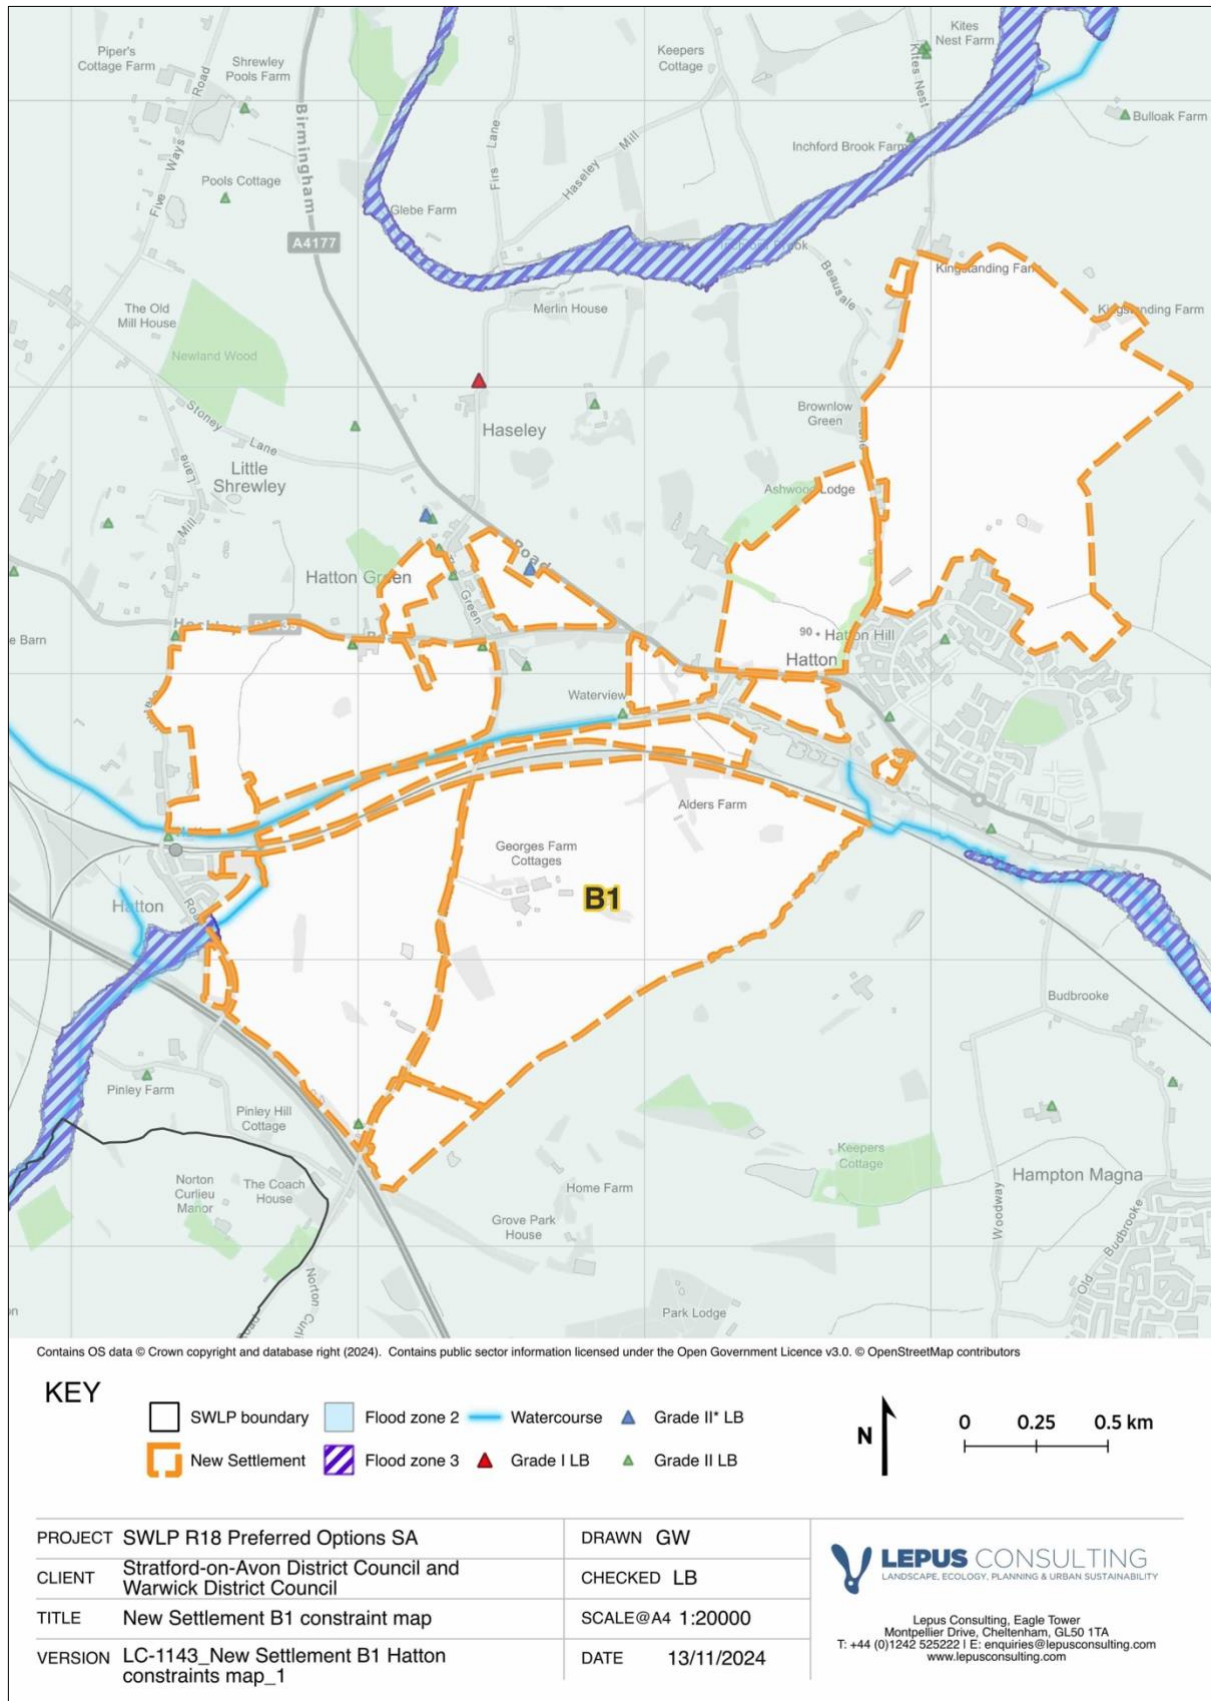 Piper's
Cottage Farm
Shrewley
Pools Farm
Road
Ways
Five
Pools Cottage
Birmingham
A4177
Glebe Farm
Firs Lane
Haseley Mill
Keepers
Cottage
Kites Nest
Kites
Nest Farm
Bulloak Farm
Inchford Brook Farm
Brook
Beausale
Lane
Kingstanding Farm
Kingstanding Farm
The Old
Mill House
Newland Wood
Merlin House
Stoney Lane
Haseley
Brownlow
Green
Little
Shrewley
Mill Lane
Ashwood Lodge
Road
Hatton Green
Green
Hockley
e Barn
90
Hatton Hill
Hatton
Waterview
Alders Farm
Georges Farm
Cottages
B1
Hatton
Road
Budbrooke
Pinley Farm
Pinley Hill
Cottage
Norton
Curlieu
Manor
The Coach
House
Home Farm
Grove Park
House
Keepers
Cottage
Hampton Magna
Woodway
Old Budbrooke
Park Lodge
Contains OS data © Crown copyright and database right (2024). Contains public sector information licensed under the Open Government Licence v3.0. © OpenStreetMap contributors
KEY
SWLP boundary
Flood zone 2
Watercourse
Grade II* LB
New Settlement
Flood zone 3
Grade I LB
Grade II LB
N
0 0.25 0.5 km
PROJECT SWLP R18 Preferred Options SA
CLIENT Stratford-on-Avon District Council and
Warwick District Council
TITLE New Settlement B1 constraint map
VERSION LC-1143_New Settlement B1 Hatton
constraints map_1
DRAWN GW
CHECKED LB
SCALE@A4 1:20000
DATE 13/11/2024
LEPUS CONSULTING
LANDSCAPE, ECOLOGY, PLANNING & URBAN SUSTAINABILITY
Lepus Consulting, Eagle Tower
Montpellier Drive, Cheltenham, GL50 1TA
T: +44 (0)1242 525222 I E: enquiries@lepusconsulting.com
www.lepusconsulting.com